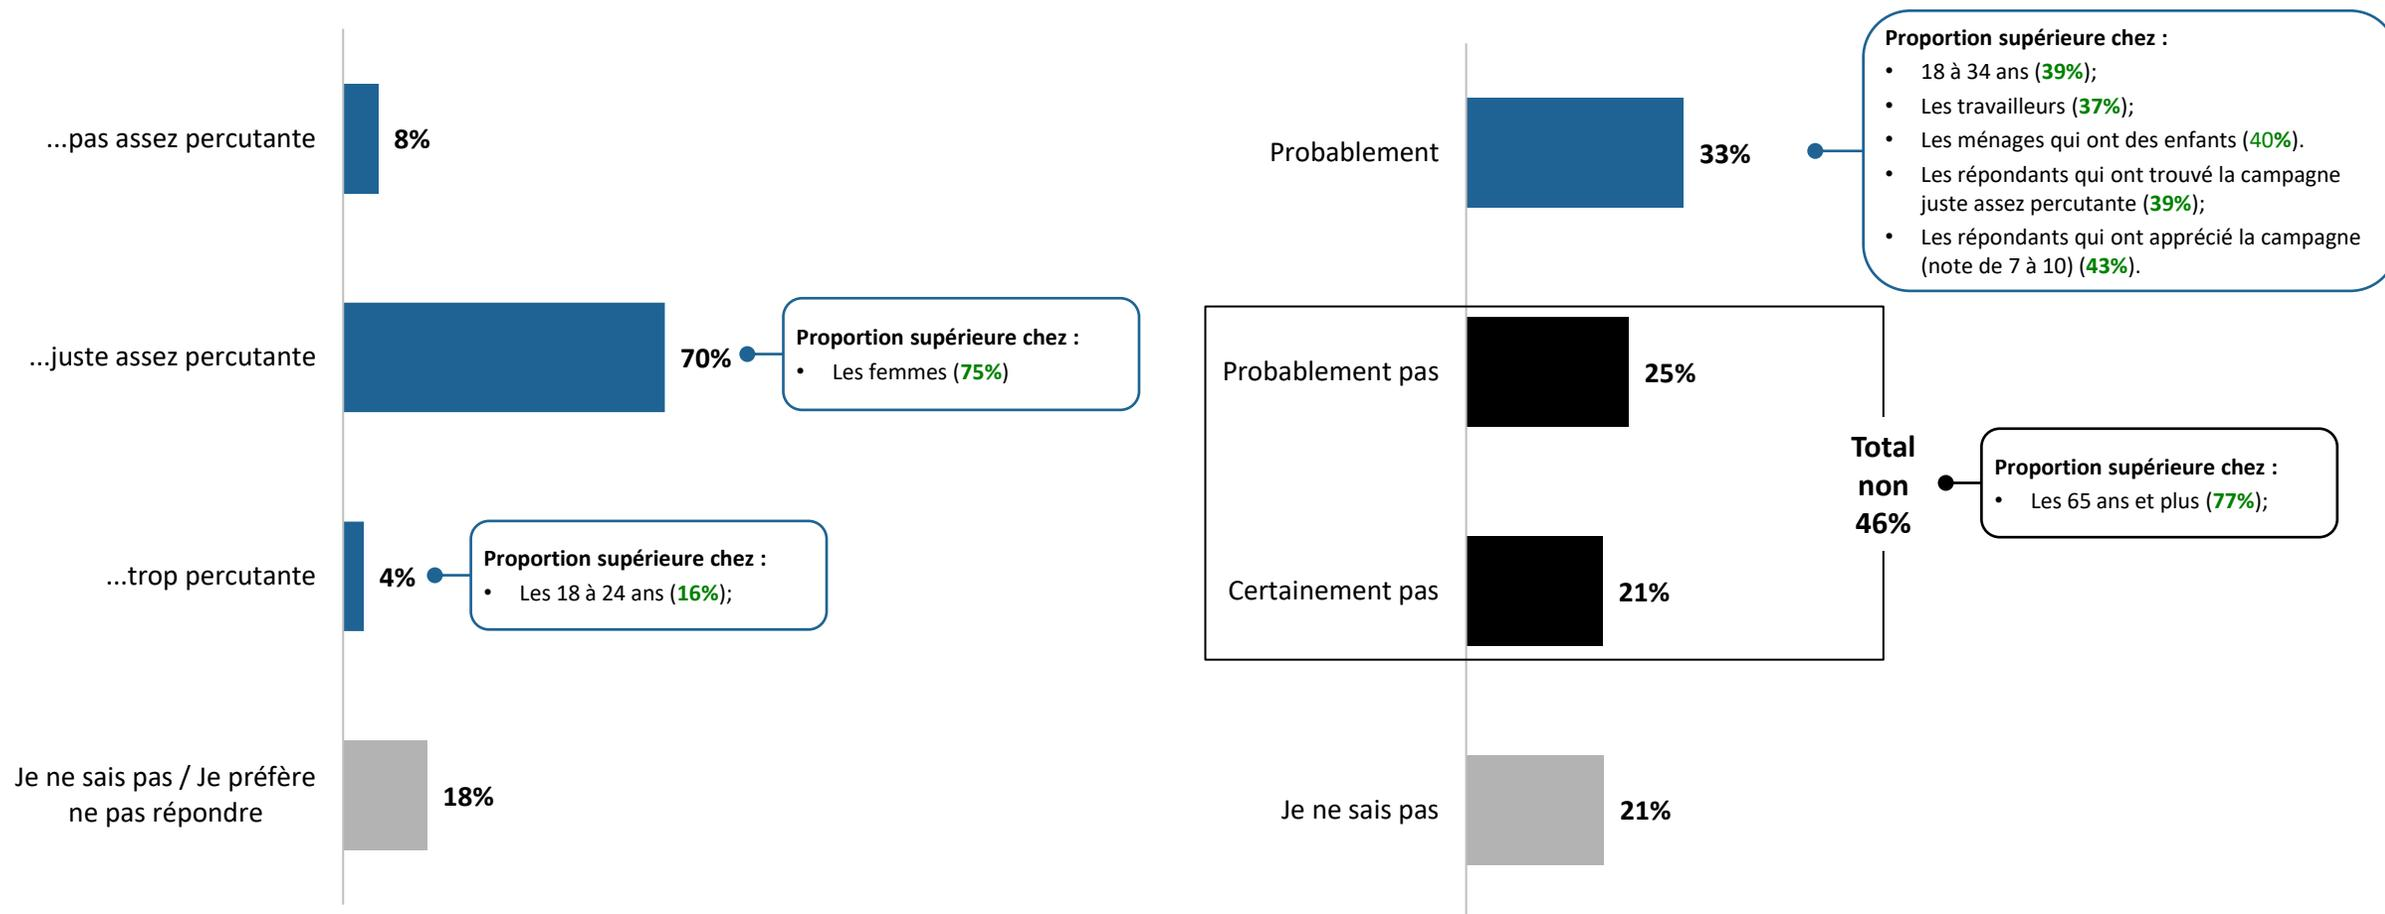 ...pas assez percutante
8%
...juste assez percutante
70%
Proportion supérieure chez :
• Les femmes (75%)
...trop percutante
4%
Proportion supérieure chez :
• Les 18 à 24 ans (16%);
Je ne sais pas / Je préfère
ne pas répondre
18%
Probablement
33%
Proportion supérieure chez :
• 18 à 34 ans (39%);
• Les travailleurs (37%);
• Les ménages qui ont des enfants (40%).
• Les répondants qui ont trouvé la campagne
juste assez percutante (39%);
• Les répondants qui ont apprécié la campagne
(note de 7 à 10) (43%).
Probablement pas
25%
Certainement pas
21%
Total
non
46%
Proportion supérieure chez :
• Les 65 ans et plus (77%);
Je ne sais pas
21%